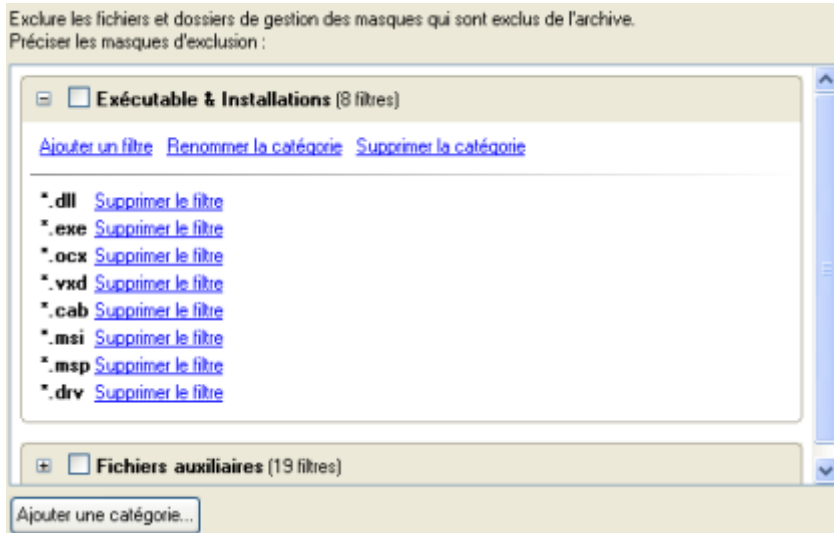 Exclure les fichiers et dossiers de gestion des masques qui sont exclus de l'archive.
Préciser les masques d'exclusion :
Exécutable & Installations (8 filtres)
Ajouter un filtre Renommer la catégorie Supprimer la catégorie
*.dll Supprimer le filtre
*.exe Supprimer le filtre
*.ocx Supprimer le filtre
*.vxd Supprimer le filtre
*.cab Supprimer le filtre
*.msi Supprimer le filtre
*.msp Supprimer le filtre
*.drv Supprimer le filtre
Fichiers auxiliaires (19 filtres)
Ajouter une catégorie...